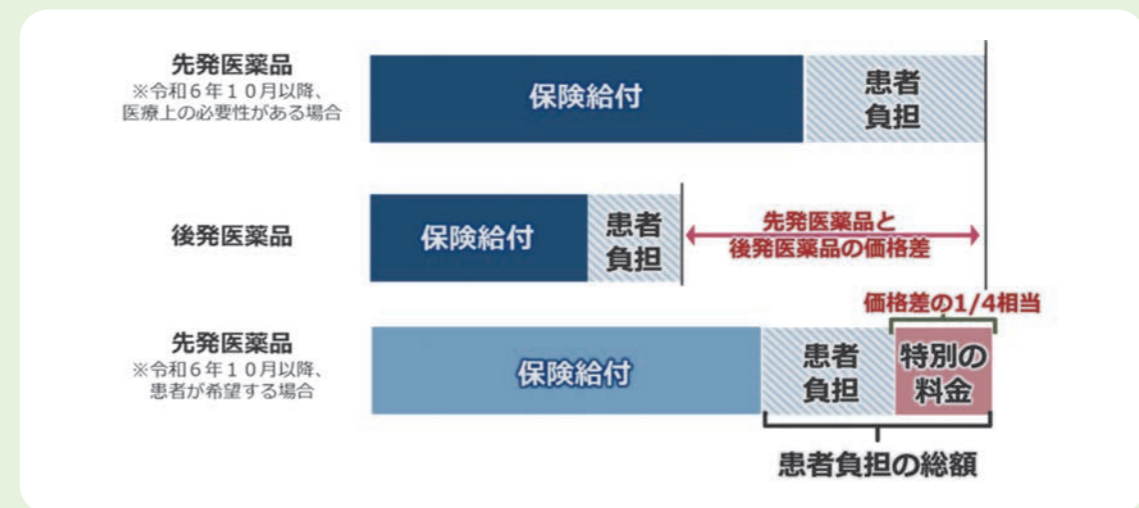 先発医薬品
※令和6年10月以降、
医療上の必要性がある場合
保険給付
患者
負担
後発医薬品
保険給付
患者
負担
先発医薬品と
後発医薬品の価格差
価格差の1/4相当
先発医薬品
※令和6年10月以降、
患者が希望する場合
保険給付
患者
負担
特別の
料金
患者負担の総額